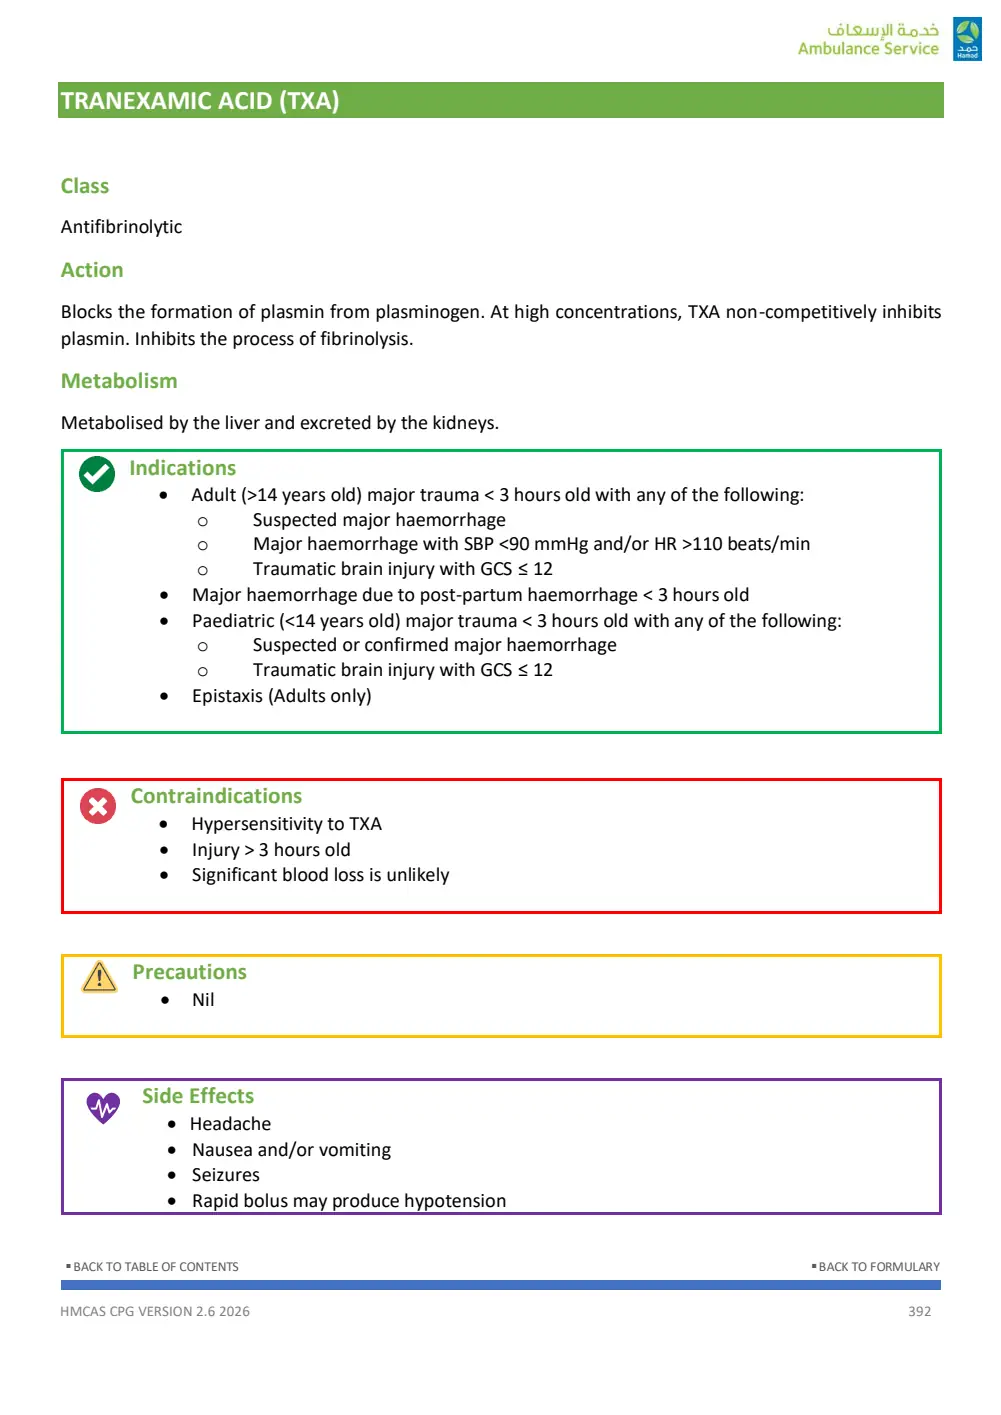 خدمة الإسعاف
Ambulance Service
حمد
Hamad
TRANEXAMIC ACID (TXA)
Class
Antifibrinolytic
Action
Blocks the formation of plasmin from plasminogen. At high concentrations, TXA non-competitively inhibits
plasmin. Inhibits the process of fibrinolysis.
Metabolism
Metabolised by the liver and excreted by the kidneys.
Indications
• Adult (>14 years old) major trauma < 3 hours old with any of the following:
o Suspected major haemorrhage
o Major haemorrhage with SBP <90 mmHg and/or HR >110 beats/min
o Traumatic brain injury with GCS ≤ 12
• Major haemorrhage due to post-partum haemorrhage < 3 hours old
• Paediatric (<14 years old) major trauma < 3 hours old with any of the following:
o Suspected or confirmed major haemorrhage
o Traumatic brain injury with GCS ≤ 12
• Epistaxis (Adults only)
Contraindications
• Hypersensitivity to TXA
• Injury > 3 hours old
• Significant blood loss is unlikely
Precautions
• Nil
Side Effects
• Headache
• Nausea and/or vomiting
• Seizures
• Rapid bolus may produce hypotension
▪ BACK TO TABLE OF CONTENTS ▪ BACK TO FORMULARY
HMCAS CPG VERSION 2.6 2026 392